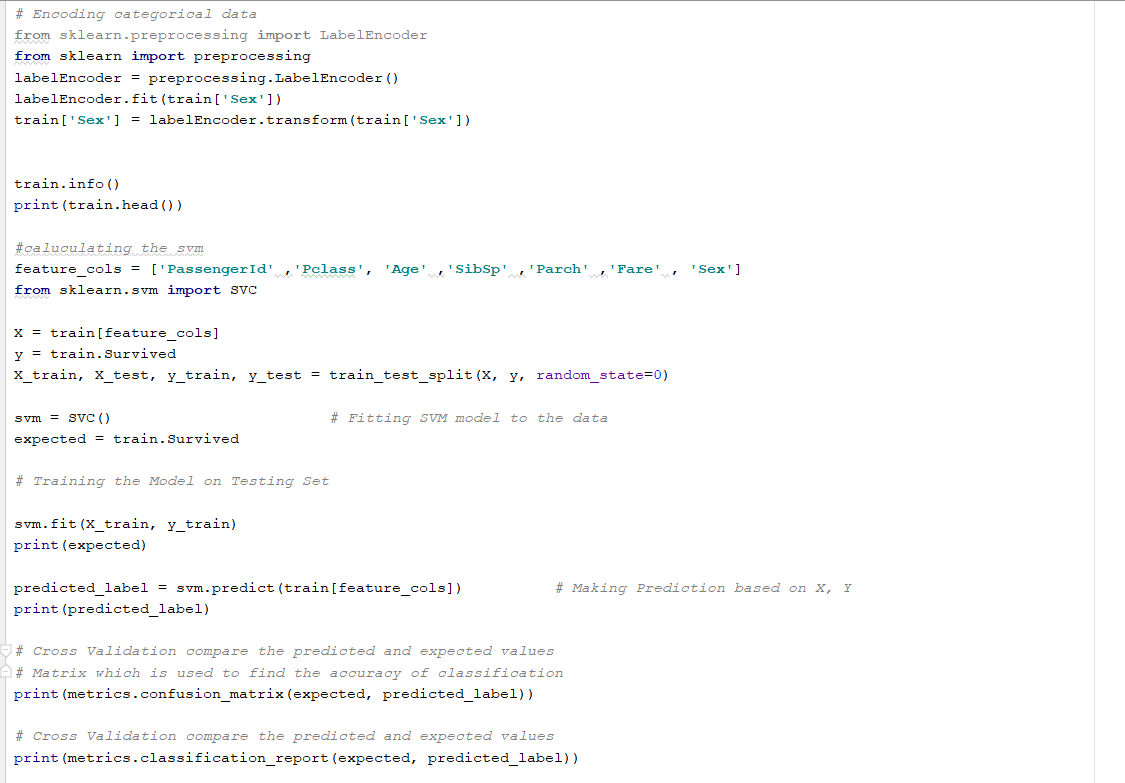 # Encoding categorical data
from sklearn.preprocessing import LabelEncoder
from sklearn import preprocessing
labelEncoder = preprocessing.LabelEncoder()
labelEncoder.fit(train['Sex'])
train['Sex'] = labelEncoder.transform(train['Sex'])
train.info()
print(train.head())
#caluculating the svm
feature_cols = ['PassengerId' ,'Pclass', 'Age' ,'SibSp' ,'Parch' ,'Fare' , 'Sex']
from sklearn.svm import SVC
X = train[feature_cols]
y = train.Survived
X_train, X_test, y_train, y_test = train_test_split(X, y, random_state=0)
svm = SVC() # Fitting SVM model to the data
expected = train.Survived
# Training the Model on Testing Set
svm.fit(X_train, y_train)
print(expected)
predicted_label = svm.predict(train[feature_cols]) # Making Prediction based on X, Y
print(predicted_label)
# Cross Validation compare the predicted and expected values
# Matrix which is used to find the accuracy of classification
print(metrics.confusion_matrix(expected, predicted_label))
# Cross Validation compare the predicted and expected values
print(metrics.classification_report(expected, predicted_label))